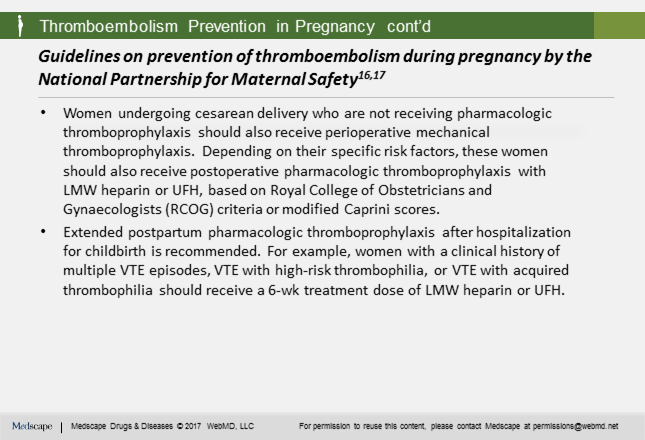 Thromboembolism Prevention in Pregnancy cont'd
Guidelines on prevention of thromboembolism during pregnancy by the
National Partnership for Maternal Safety16,17
• Women undergoing cesarean delivery who are not receiving pharmacologic
thromboprophylaxis should also receive perioperative mechanical
thromboprophylaxis. Depending on their specific risk factors, these women
should also receive postoperative pharmacologic thromboprophylaxis with
LMW heparin or UFH, based on Royal College of Obstetricians and
Gynaecologists (RCOG) criteria or modified Caprini scores.
• Extended postpartum pharmacologic thromboprophylaxis after hospitalization
for childbirth is recommended. For example, women with a clinical history of
multiple VTE episodes, VTE with high-risk thrombophilia, or VTE with acquired
thrombophilia should receive a 6-wk treatment dose of LMW heparin or UFH.
Medscape | Medscape Drugs & Diseases © 2017 WebMD, LLC For permission to reuse this content, please contact Medscape at permissions@webmd.net